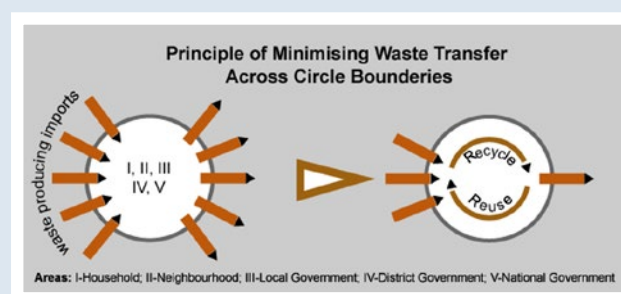 Principle of Minimising Waste Transfer
Across Circle Bounderies
waste producing imports
I, II, III
IV, V
Recycle
Reuse
Areas: I-Household; II-Neighbourhood; III-Local Government; IV-District Government; V-National Government